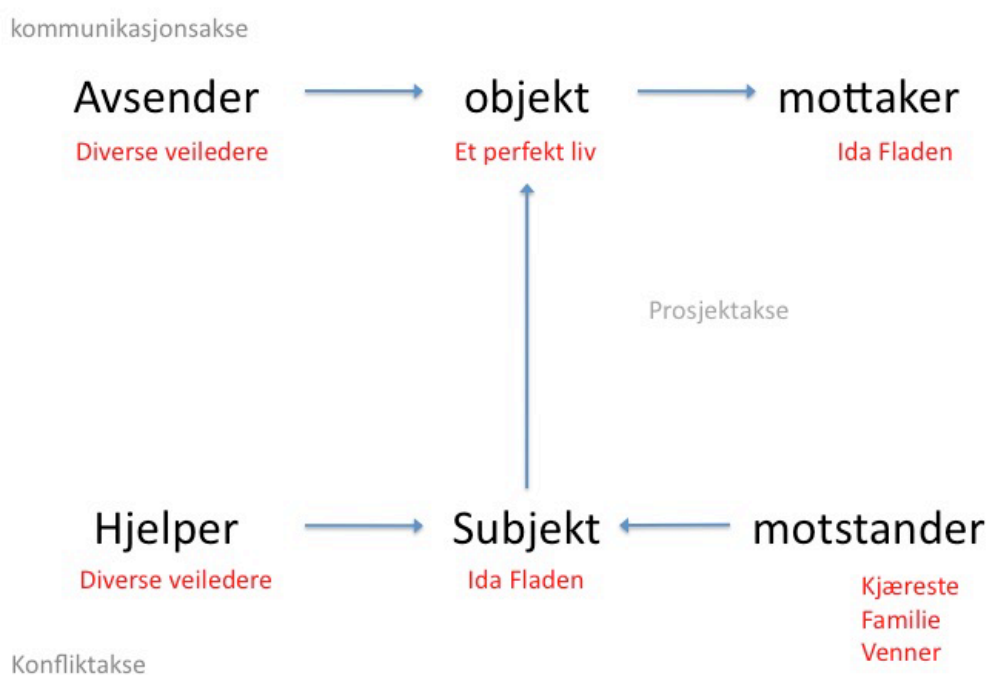 kommunikasjonsakse
Avsender objekt mottaker
Diverse veiledere Et perfekt liv Ida Fladen
Prosjektakse
Hjelper Subjekt motstander
Diverse veiledere Ida Fladen Kjæreste
Familie
Venner
Konfliktakse